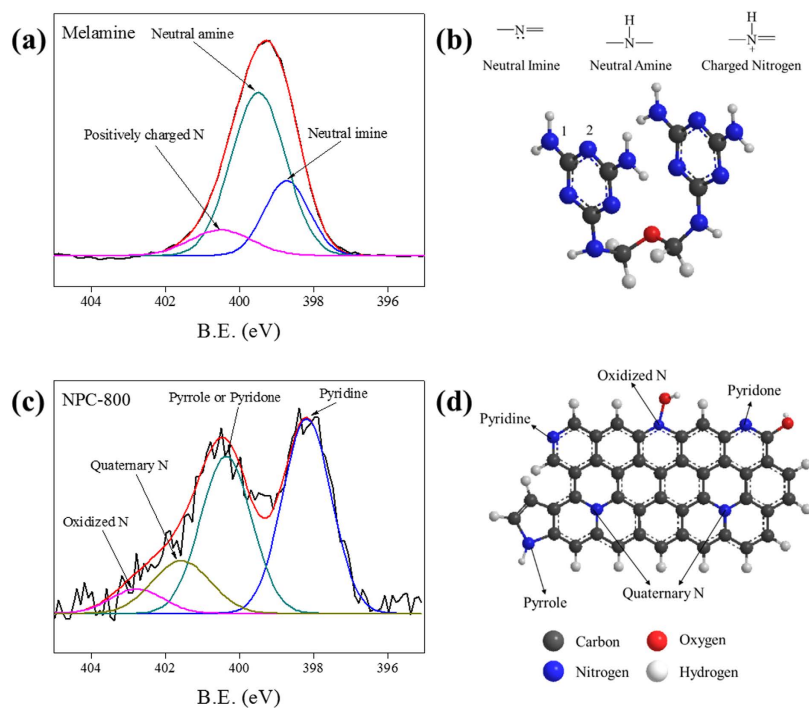 (a)
Melamine
Neutral amine
Positively charged N
Neutral imine
404 402 400 398 396
B.E. (eV)
(b)
H
H
N
N
N
+
Neutral Imine Neutral Amine Charged Nitrogen
1 2
(c)
NPC-800
Pyrrole or Pyridone
Pyridine
Quaternary N
Oxidized N
404 402 400 398 396
B.E. (eV)
(d)
Oxidized N
Pyridone
Pyridine
Pyrrole
Quaternary N
Carbon Oxygen
Nitrogen Hydrogen